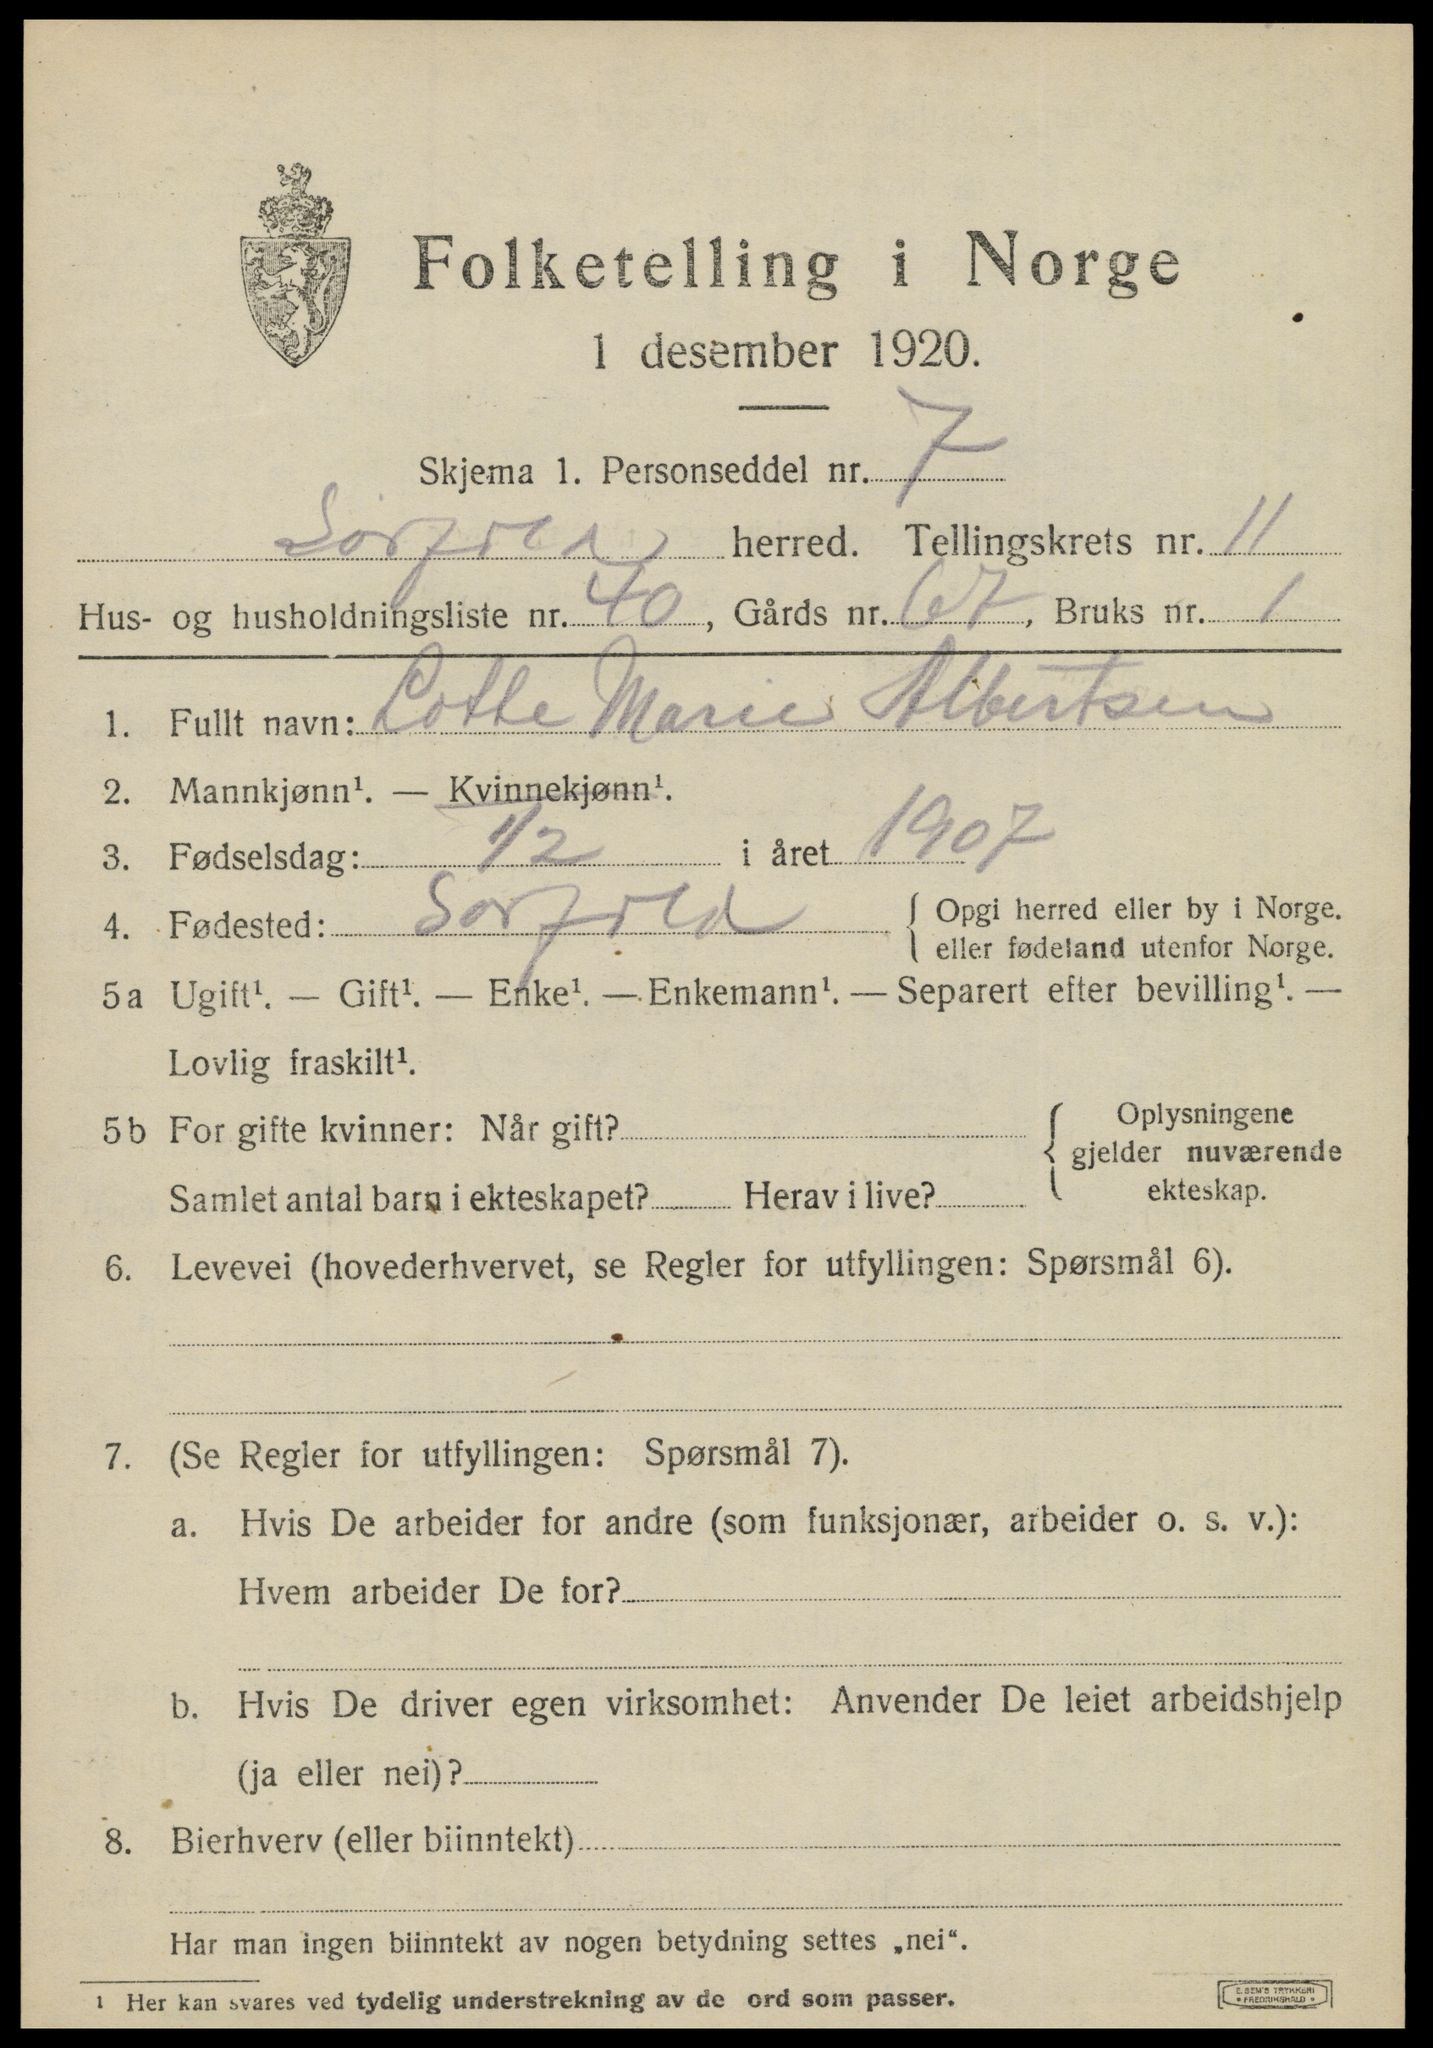 Folketelling i Norge
1 desember 1920.
Skjema 1. Personseddel nr. 7
Sørfold herred. Tellingskrets nr. 11
Hus- og husholdningsliste nr. 40, Gårds nr. 67, Bruks nr. 1
1. Fullt navn: Lotte Marie Albertsen
2. Mannkjønn¹. — Kvinnekjønn¹.
3. Fødselsdag: 1/2 i året 1907
4. Fødested: Sørfold { Opgi herred eller by i Norge.
eller fødeland utenfor Norge.
5a Ugift¹. — Gift¹. — Enke¹. — Enkemann¹. — Separert efter bevilling¹. —
Lovlig fraskilt¹.
5b For gifte kvinner: Når gift? { Oplysningene
gjelder nuværende
Samlet antal barn i ekteskapet? Herav i live? ekteskap.
6. Levevei (hovederhvervet, se Regler for utfyllingen: Spørsmål 6).
7. (Se Regler for utfyllingen: Spørsmål 7).
a. Hvis De arbeider for andre (som funksjonær, arbeider o. s. v.):
Hvem arbeider De for?
b. Hvis De driver egen virksomhet: Anvender De leiet arbeidshjelp
(ja eller nei)?
8. Bierhverv (eller biinntekt)
Har man ingen biinntekt av nogen betydning settes „nei“.
1 Her kan svares ved tydelig understrekning av de ord som passer.
E. SEM'S TRYKKERI
• FREDRIKSHALD •